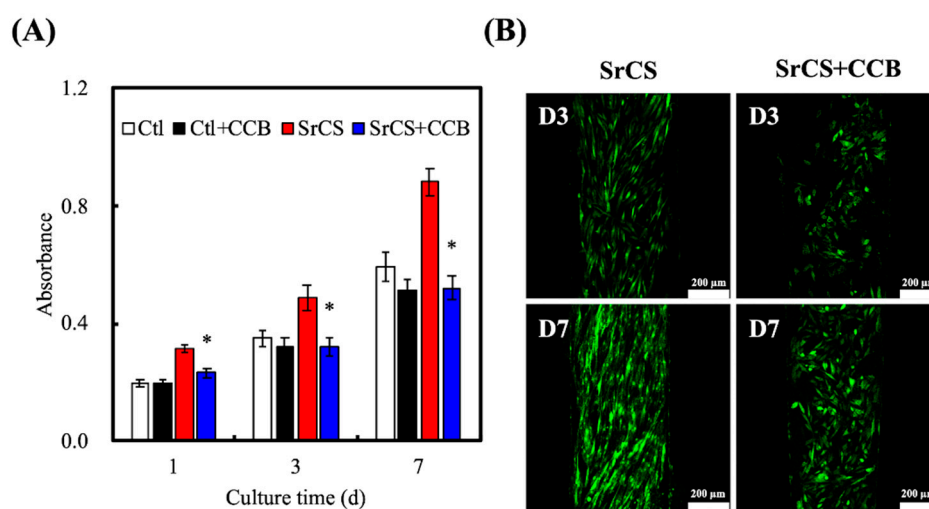 (A)
1.2
Ctl Ctl+CCB SrCS SrCS+CCB
0.8
*
Absorbance
*
0.4
*
0.0
1 3 7
Culture time (d)
(B)
SrCS SrCS+CCB
D3 D3
200 µm 200 µm
D7 D7
200 µm 200 µm